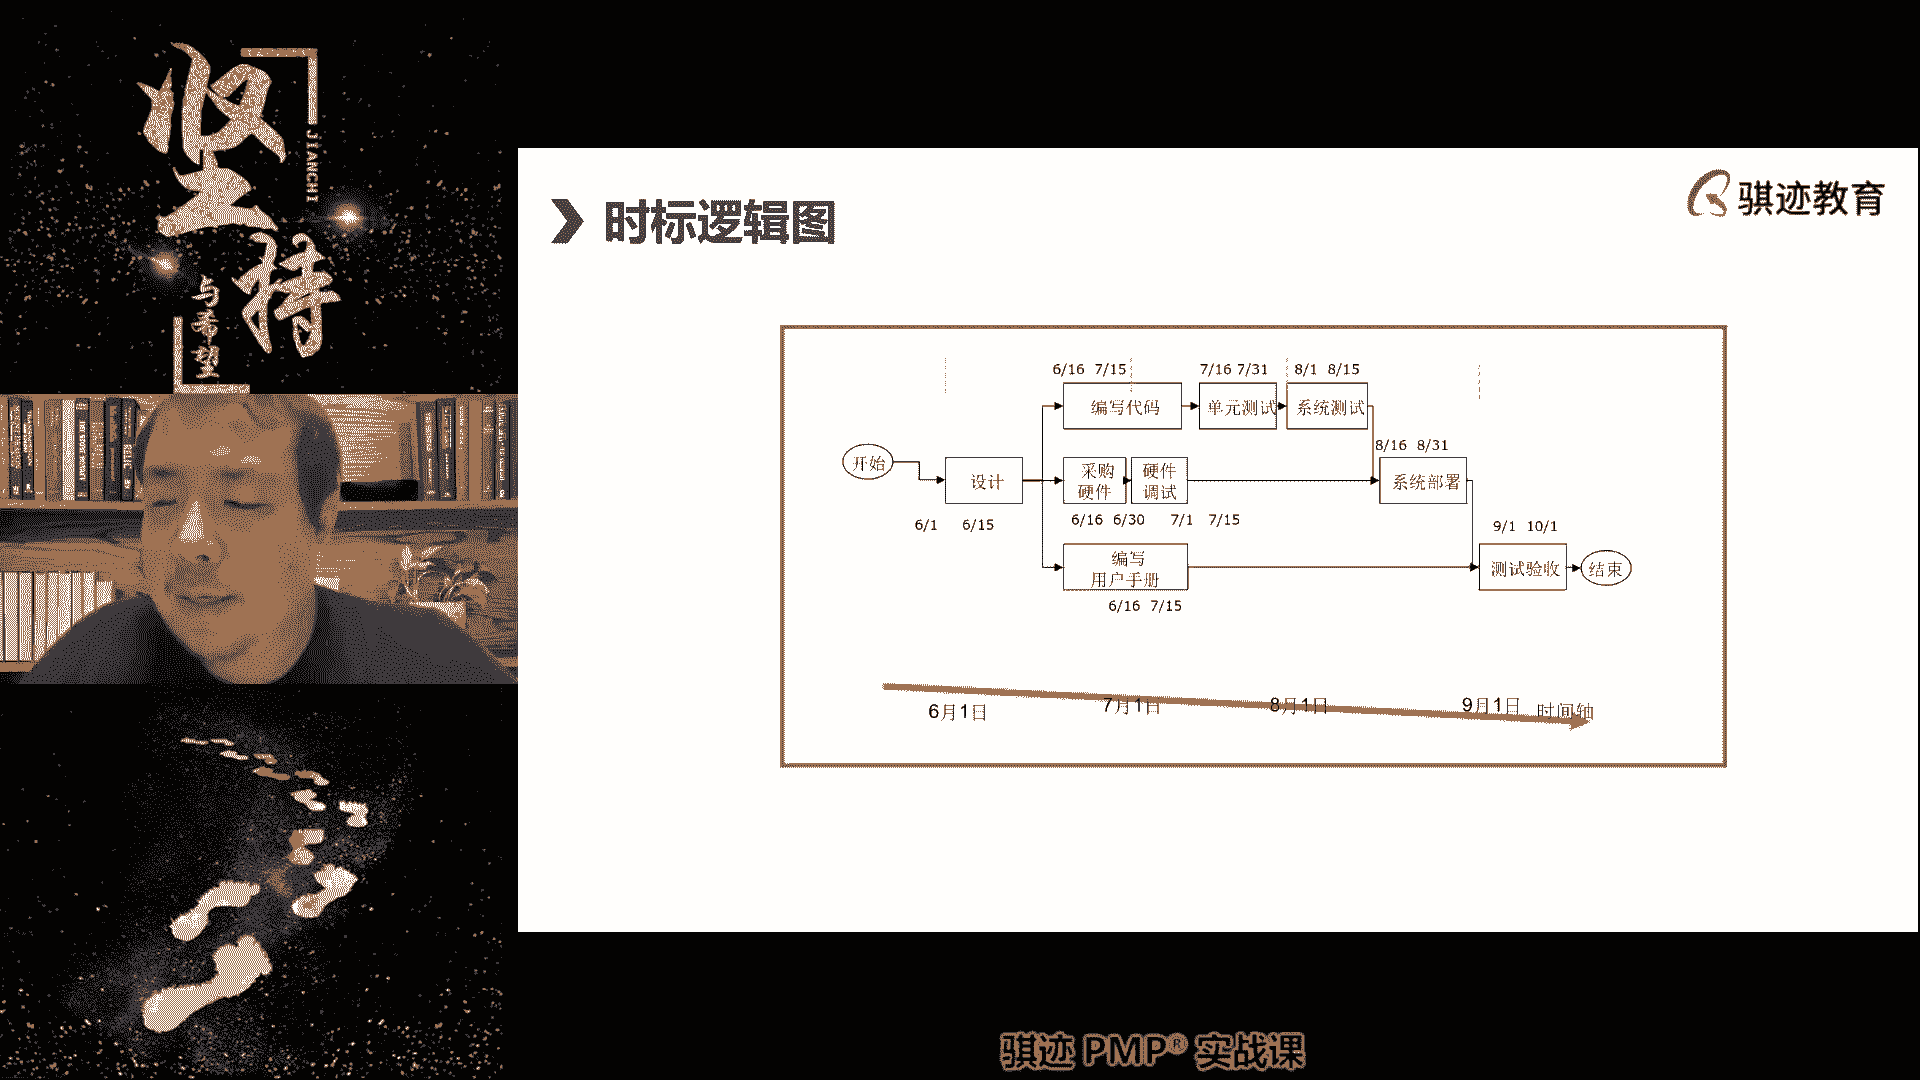 坚持
JIANCHI
与希望
时标逻辑图
骐迹教育
6/16 7/15
7/16 7/31
8/1 8/15
编写代码
单元测试
系统测试
8/16 8/31
开始
设计
采购
硬件
硬件
调试
系统部署
6/1 6/15
6/16 6/30
7/1 7/15
9/1 10/1
编写
用户手册
测试验收
结束
6/16 7/15
6月1日
7月1日
8月1日
9月1日
时间轴
骐迹 PMP® 实战课